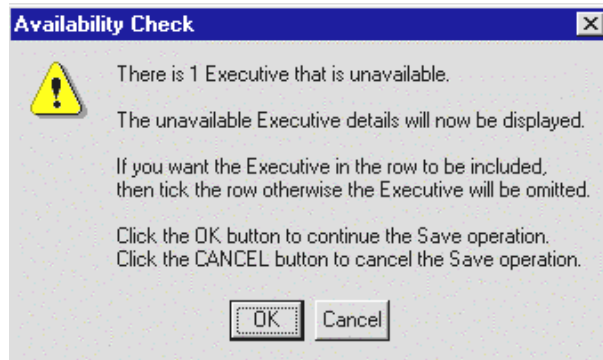 Availability Check
There is 1 Executive that is unavailable.
The unavailable Executive details will now be displayed.
If you want the Executive in the row to be included,
then tick the row otherwise the Executive will be omitted.
Click the OK button to continue the Save operation.
Click the CANCEL button to cancel the Save operation.
OK Cancel